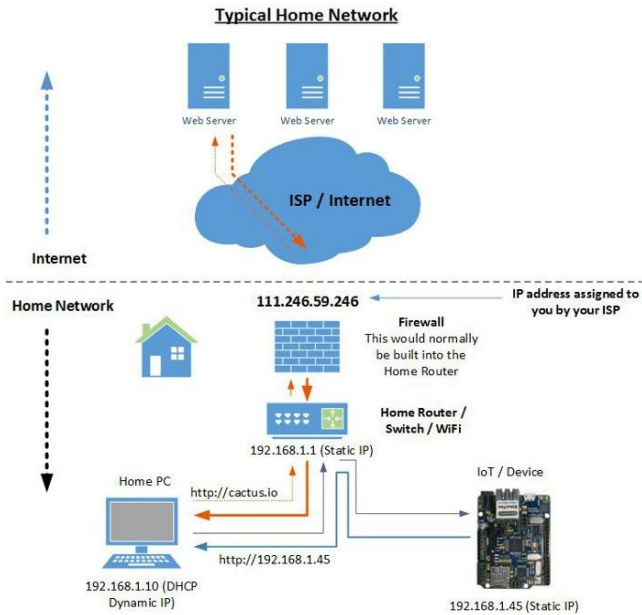 Typical Home Network
Web Server
Web Server
Web Server
ISP / Internet
Internet
Home Network
111.246.59.246
IP address assigned to
you by your ISP
Firewall
This would normally
be built into the
Home Router
Home Router /
Switch / WiFi
192.168.1.1 (Static IP)
Home PC
IoT / Device
http://cactus.io
http://192.168.1.45
192.168.1.10 (DHCP
Dynamic IP)
192.168.1.45 (Static IP)